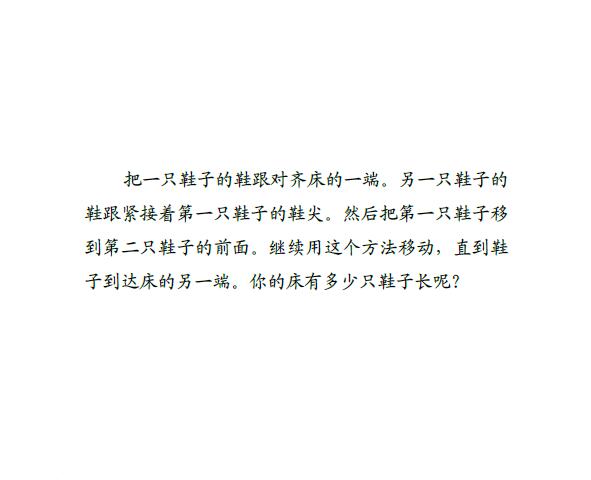 把一只鞋子的鞋跟对齐床的一端。另一只鞋子的
鞋跟紧接着第一只鞋子的鞋尖。然后把第一只鞋子移
到第二只鞋子的前面。继续用这个方法移动，直到鞋
子到达床的另一端。你的床有多少只鞋子长呢？